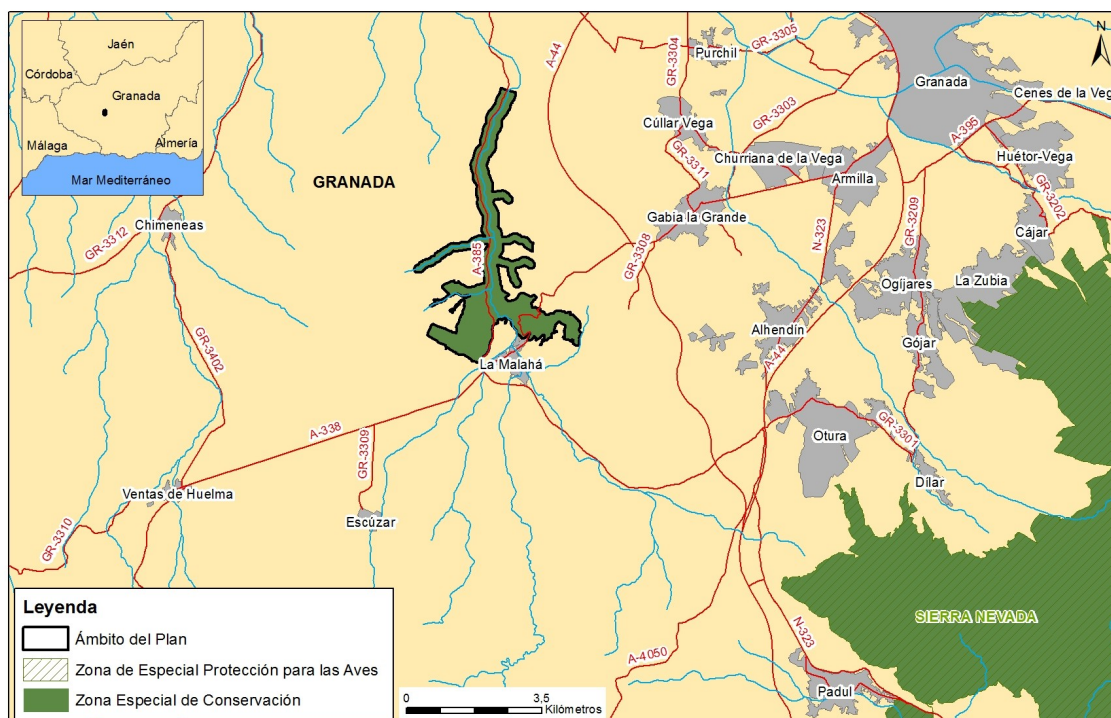 Jaén
Córdoba
Granada
Málaga
Almería
Mar Mediterráneo
N
A-44
GR-3304
Purchil
GR-3305
Granada
Cenes de la Veg
Cúllar Vega
GR-3303
A-395
GR-3311
Churriana de la Vega
Armilla
Huétor-Vega
GR-3202
GRANADA
Chimeneas
GR-3312
A-385
Gabia la Grande
GR-3308
N-323
GR-3209
Cájar
Ogíjares
La Zubia
Alhendín
A-44
Gójar
GR-3402
La Malahá
A-338
GR-3309
Otura
GR-3301
Dílar
Ventas de Huelma
Escúzar
GR-3310
SIERRA NEVADA
Leyenda
Ámbito del Plan
Zona de Especial Protección para las Aves
Zona Especial de Conservación
0 3,5
Kilómetros
A-4050
N-323
Padul